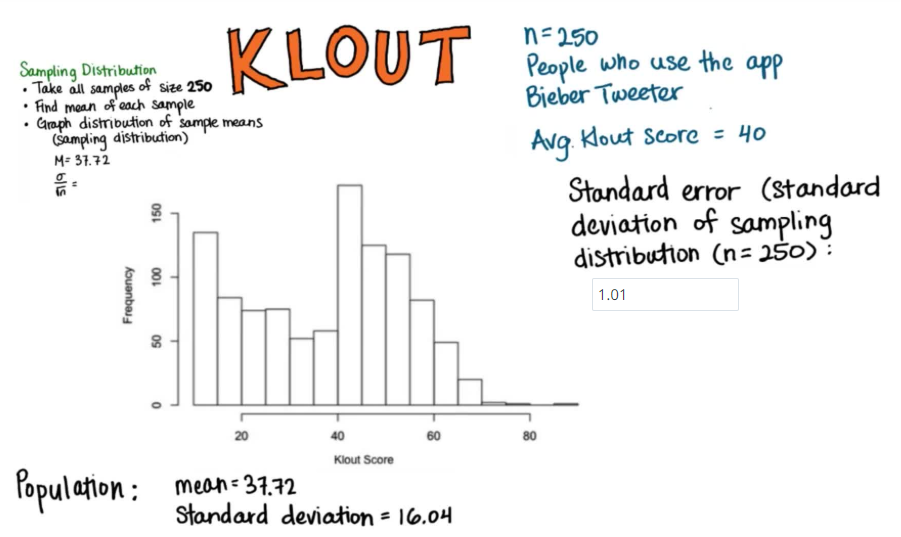 KLOUT
Sampling Distribution
• Take all samples of size 250
• Find mean of each sample
• Graph distribution of sample means
(sampling distribution)
M= 37.72
σ/√n =
n=250
People who use the app
Bieber Tweeter
Avg. Klout score = 40
Standard error (standard
deviation of sampling
distribution (n=250):
1.01
Frequency
150
100
50
0
20 40 60 80
Klout Score
Population: mean=37.72
Standard deviation = 16.04